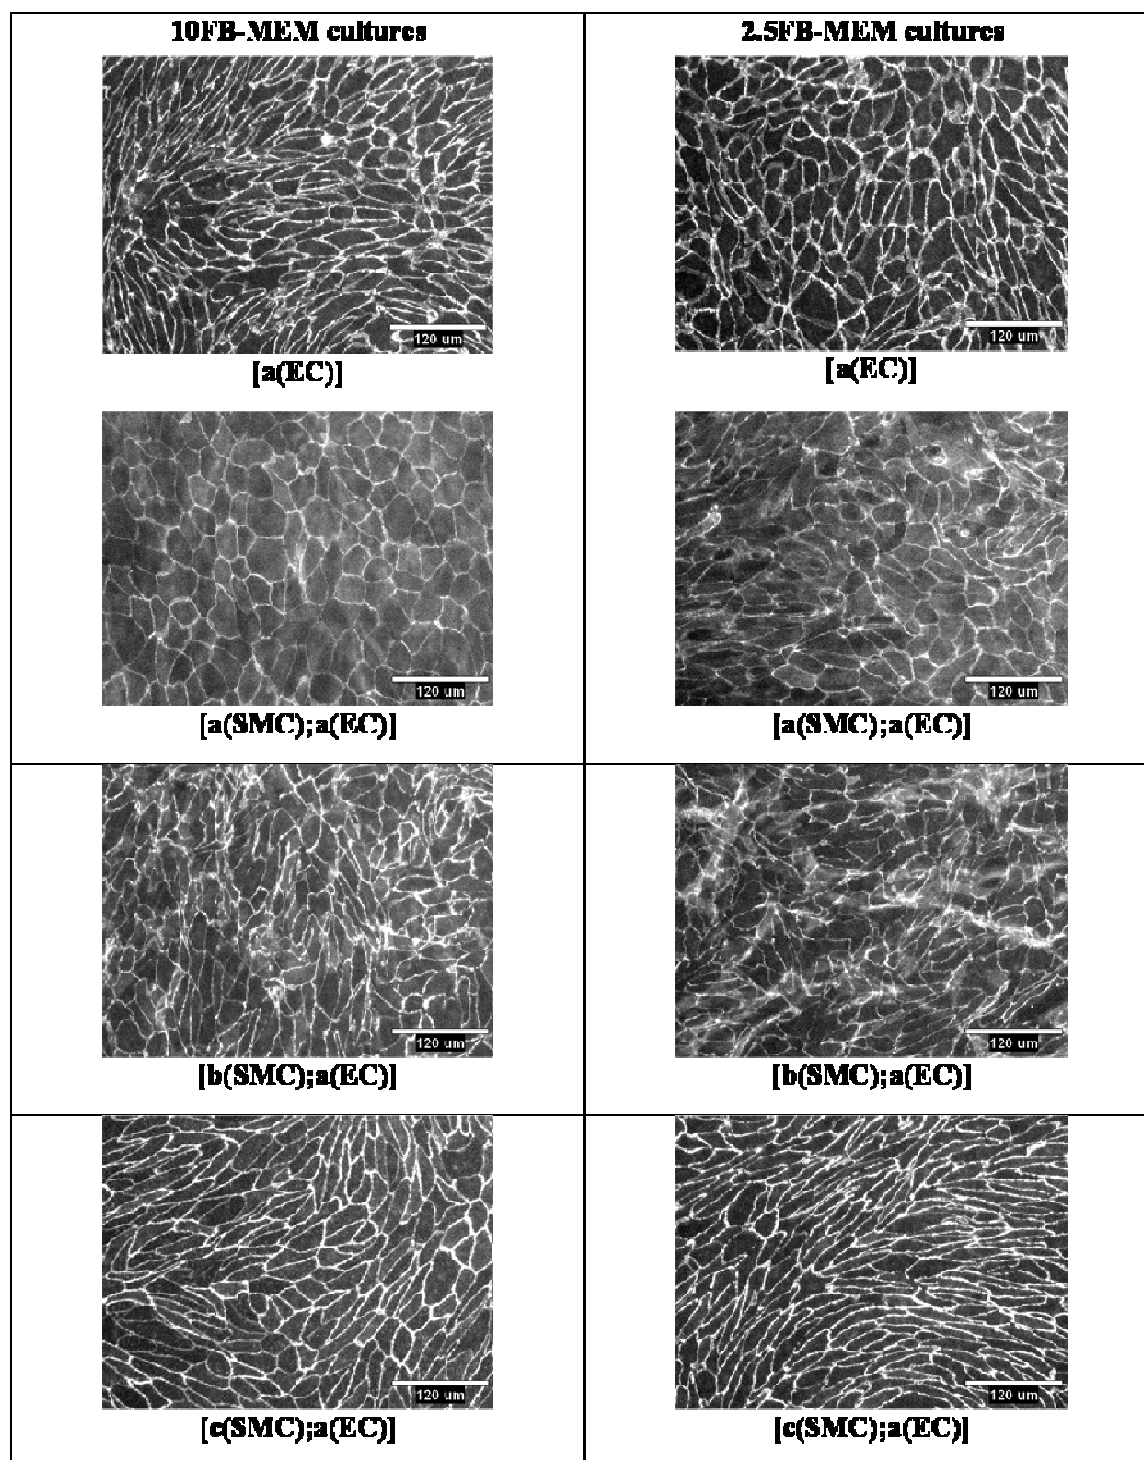 10FB-MEM cultures
2.5FB-MEM cultures
120 um
120 um
[a(EC)]
[a(EC)]
120 um
120 um
[a(SMC);a(EC)]
[a(SMC);a(EC)]
120 um
120 um
[b(SMC);a(EC)]
[b(SMC);a(EC)]
120 um
120 um
[c(SMC);a(EC)]
[c(SMC);a(EC)]